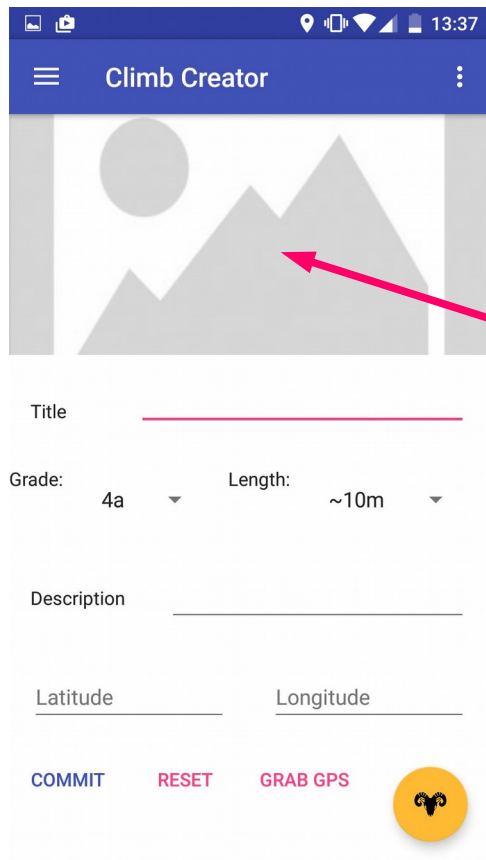 13:37
Climb Creator
Title
Grade: 4a Length: ~10m
Description
Latitude Longitude
COMMIT RESET GRAB GPS